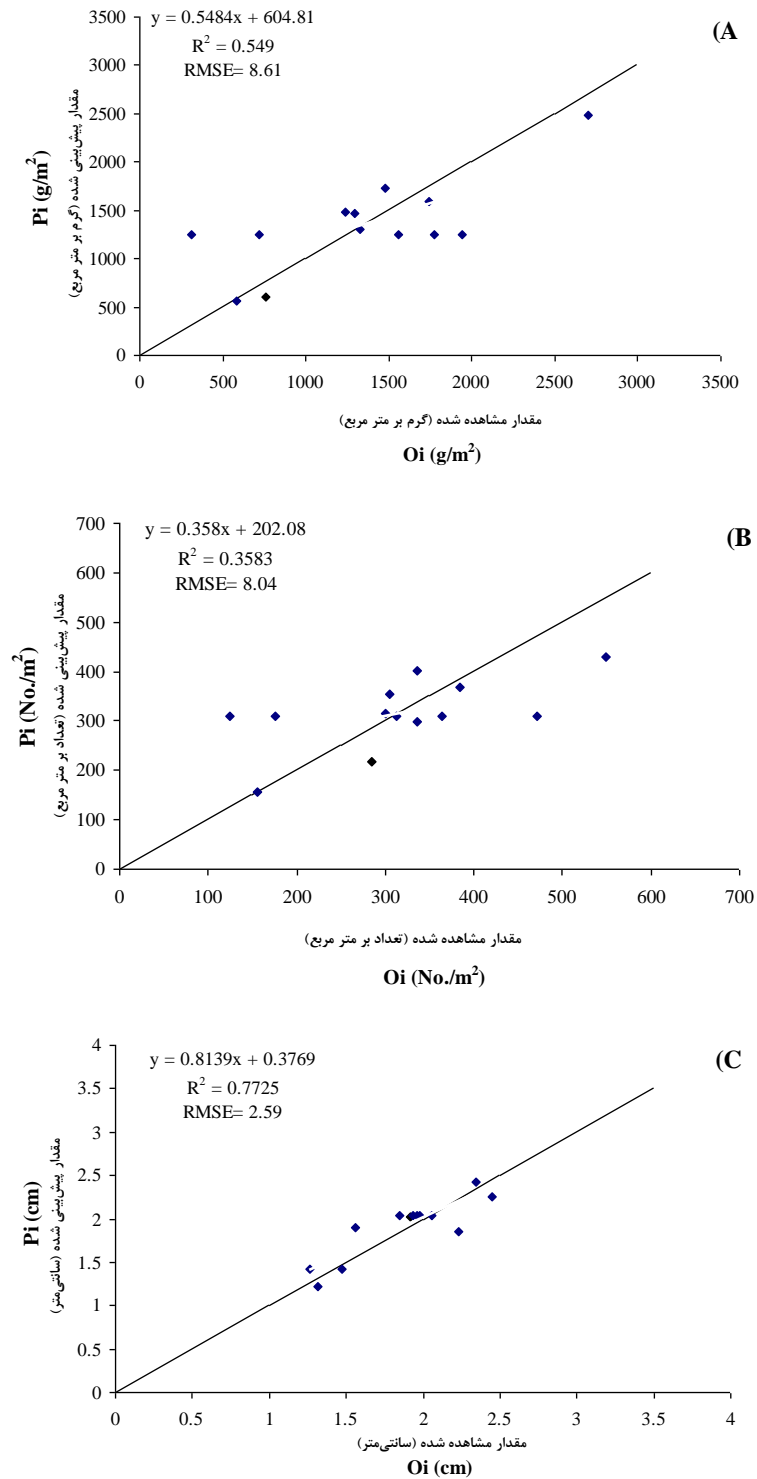 (A
y = 0.5484x + 604.81
R² = 0.549
RMSE= 8.61
3500
3000
2500
2000
1500
1000
500
0
Pi (g/m²)
مقدار پیش‌بینی شده (گرم بر متر مربع)
0 500 1000 1500 2000 2500 3000 3500
مقدار مشاهده شده (گرم بر متر مربع)
Oi (g/m²)
(B
y = 0.358x + 202.08
R² = 0.3583
RMSE= 8.04
700
600
500
400
300
200
100
0
Pi (No./m²)
مقدار پیش‌بینی شده (تعداد بر متر مربع)
0 100 200 300 400 500 600 700
مقدار مشاهده شده (تعداد بر متر مربع)
Oi (No./m²)
(C
y = 0.8139x + 0.3769
R² = 0.7725
RMSE= 2.59
4
3.5
3
2.5
2
1.5
1
0.5
0
Pi (cm)
مقدار پیش‌بینی شده (سانتی‌متر)
0 0.5 1 1.5 2 2.5 3 3.5 4
مقدار مشاهده شده (سانتی‌متر)
Oi (cm)